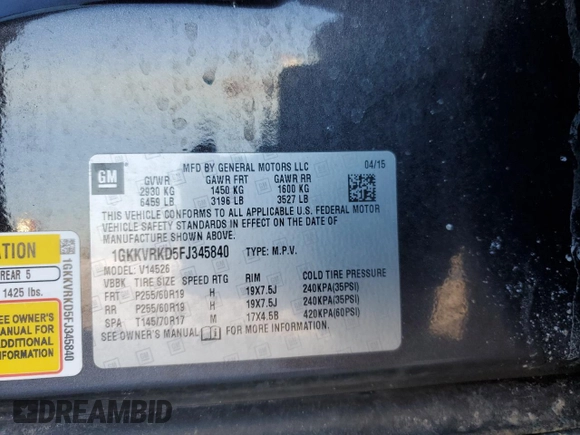 GM
MFD BY GENERAL MOTORS LLC
04/15
GVWR GAWR FRT GAWR RR
2930 KG 1450 KG 1600 KG
6459 LB 3196 LB 3527 LB
THIS VEHICLE CONFORMS TO ALL APPLICABLE U.S. FEDERAL MOTOR
VEHICLE SAFETY STANDARDS IN EFFECT ON THE DATE OF
MANUFACTURE SHOWN ABOVE.
1GKKVRKD5FJ345840 TYPE: M.P.V.
MODEL: V14526
VBBK TIRE SIZE SPEED RTG RIM COLD TIRE PRESSURE
FRT P255/60R19 H 19X7.5J 240KPA(35PSI)
RR P255/60R19 H 19X7.5J 240KPA(35PSI)
SPA T145/70R17 M 17X4.5B 420KPA(60PSI)
SEE OWNER'S MANUAL FOR MORE INFORMATION.
ATION
REAR 5
1425 lbs.
OWNER'S
MANUAL FOR
ADDITIONAL
INFORMATION
1GKKVRKD5FJ345840
DREAMBID